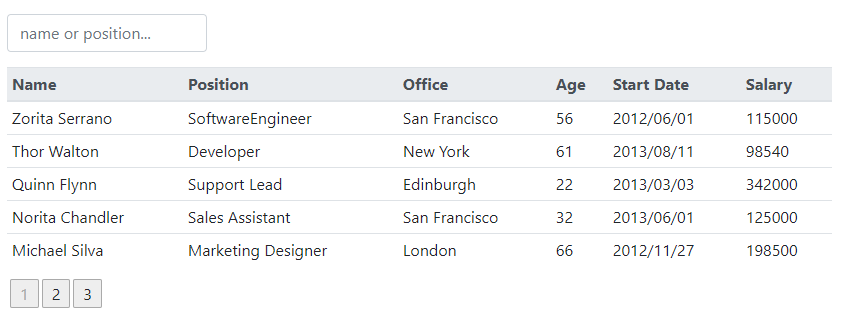 name or position...
Name Position Office Age Start Date Salary
Zorita Serrano SoftwareEngineer San Francisco 56 2012/06/01 115000
Thor Walton Developer New York 61 2013/08/11 98540
Quinn Flynn Support Lead Edinburgh 22 2013/03/03 342000
Norita Chandler Sales Assistant San Francisco 32 2013/06/01 125000
Michael Silva Marketing Designer London 66 2012/11/27 198500
1 2 3